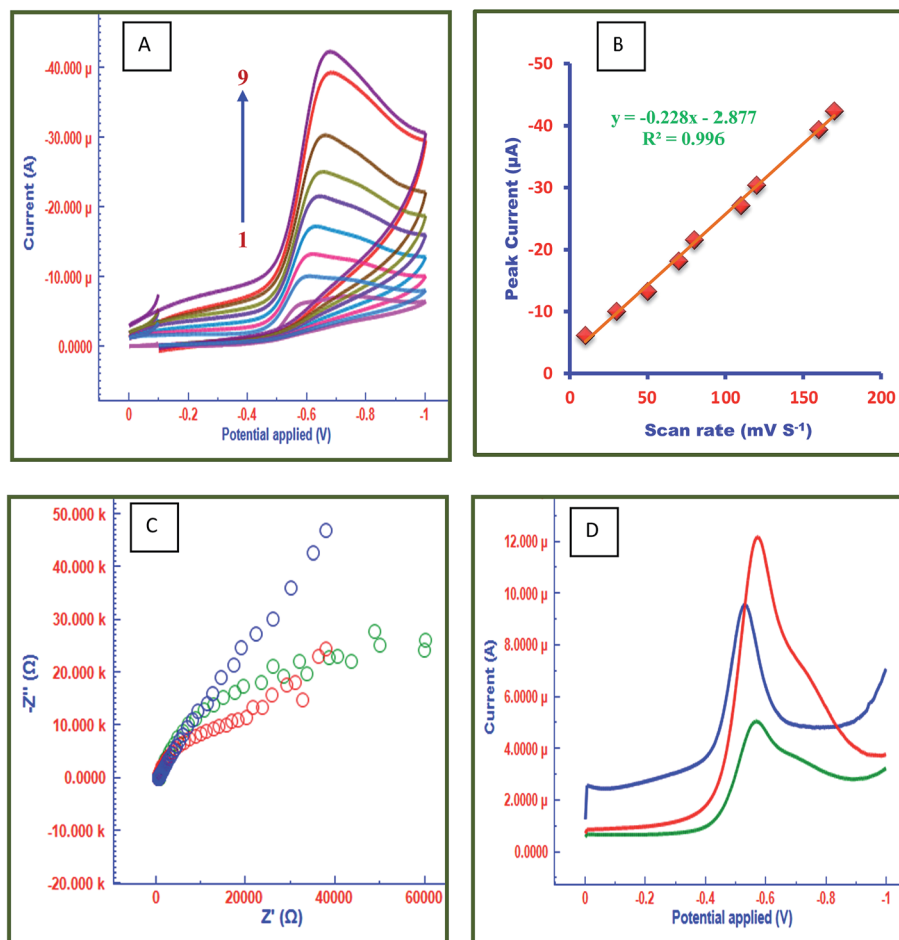 A
-40.000 µ
-30.000 µ
-20.000 µ
-10.000 µ
0.0000
Current (A)
9
1
0
-0.2
-0.4
-0.6
-0.8
-1
Potential applied (V)
B
-50
-40
-30
-20
-10
0
Peak Current (µA)
y = -0.228x - 2.877
R² = 0.996
0
50
100
150
200
Scan rate (mV S⁻¹)
C
50.000 k
40.000 k
30.000 k
20.000 k
10.000 k
0.0000
-10.000 k
-20.000 k
-Z'' (Ω)
0
20000
40000
60000
Z' (Ω)
D
12.000 µ
10.000 µ
8.0000 µ
6.0000 µ
4.0000 µ
2.0000 µ
0.0000
Current (A)
0
-0.2
-0.4
-0.6
-0.8
-1
Potential applied (V)